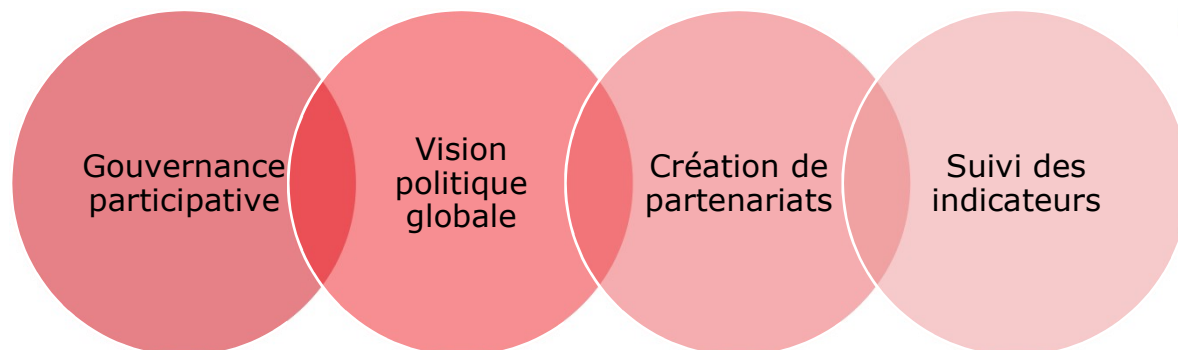 Gouvernance
participative
Vision
politique
globale
Création de
partenariats
Suivi des
indicateurs